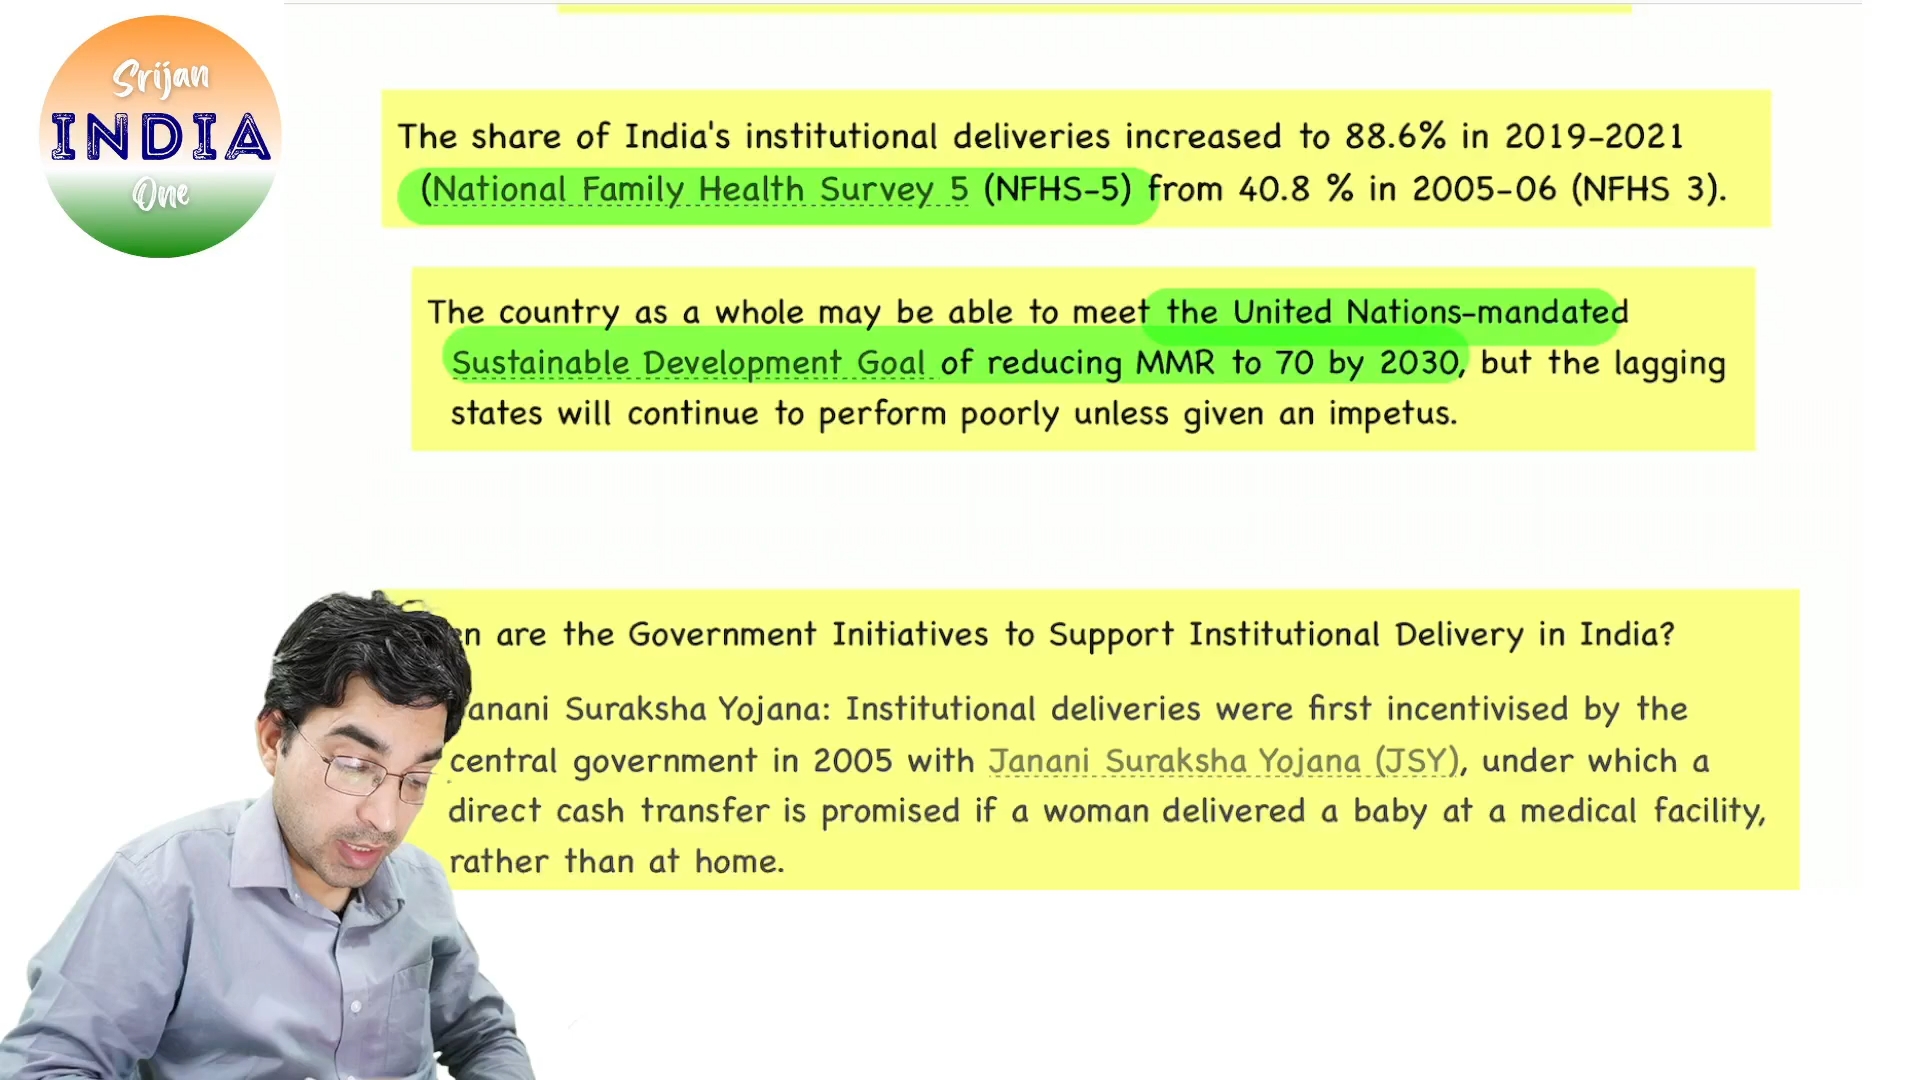 Srijan
INDIA
One
The share of India's institutional deliveries increased to 88.6% in 2019-2021
(National Family Health Survey 5 (NFHS-5) from 40.8 % in 2005-06 (NFHS 3).
The country as a whole may be able to meet the United Nations-mandated
Sustainable Development Goal of reducing MMR to 70 by 2030, but the lagging
states will continue to perform poorly unless given an impetus.
are the Government Initiatives to Support Institutional Delivery in India?
Suraksha Yojana: Institutional deliveries were first incentivised by the
central government in 2005 with Janani Suraksha Yojana (JSY), under which a
direct cash transfer is promised if a woman delivered a baby at a medical facility,
rather than at home.